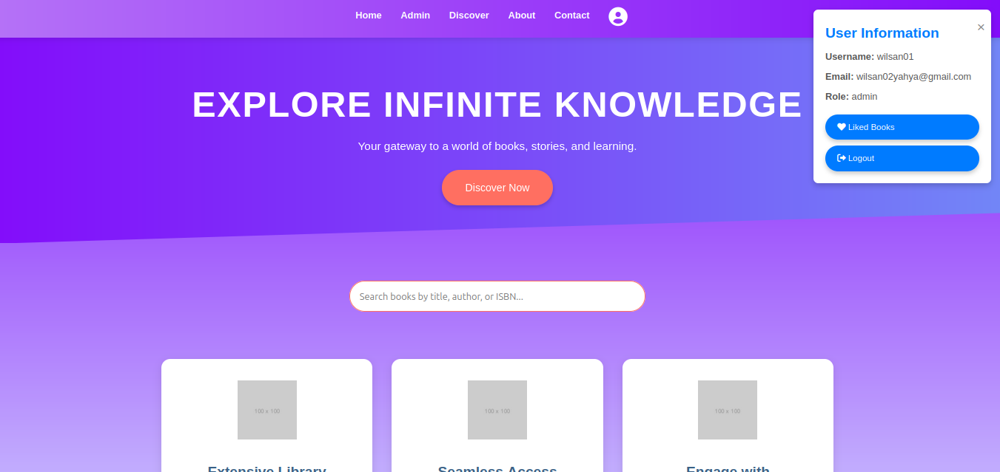 Home Admin Discover About Contact
User Information
×
Username: wilsan01
Email: wilsan02yahya@gmail.com
Role: admin
Liked Books
Logout
EXPLORE INFINITE KNOWLEDGE
Your gateway to a world of books, stories, and learning.
Discover Now
Search books by title, author, or ISBN...
100 x 100 100 x 100 100 x 100
Extensive Library Seamless Access Engage with